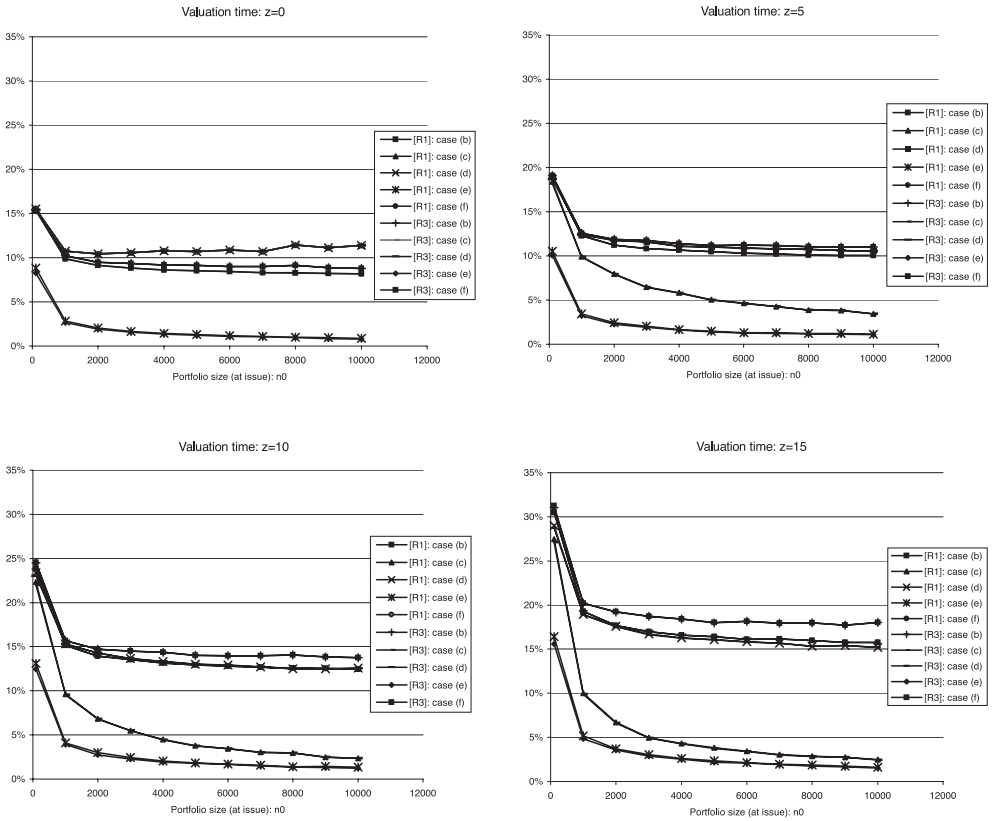 Valuation time: z=0
35%
30%
25%
20%
15%
10%
5%
0%
0 2000 4000 6000 8000 10000 12000
Portfolio size (at issue): n0
[R1]: case (b)
[R1]: case (c)
[R1]: case (d)
[R1]: case (e)
[R1]: case (f)
[R3]: case (b)
[R3]: case (c)
[R3]: case (d)
[R3]: case (e)
[R3]: case (f)
Valuation time: z=5
35%
30%
25%
20%
15%
10%
5%
0%
0 2000 4000 6000 8000 10000 12000
Portfolio size (at issue): n0
[R1]: case (b)
[R1]: case (c)
[R1]: case (d)
[R1]: case (e)
[R1]: case (f)
[R3]: case (b)
[R3]: case (c)
[R3]: case (d)
[R3]: case (e)
[R3]: case (f)
Valuation time: z=10
35%
30%
25%
20%
15%
10%
5%
0%
0 2000 4000 6000 8000 10000 12000
Portfolio size (at issue): n0
[R1]: case (b)
[R1]: case (c)
[R1]: case (d)
[R1]: case (e)
[R1]: case (f)
[R3]: case (b)
[R3]: case (c)
[R3]: case (d)
[R3]: case (e)
[R3]: case (f)
Valuation time: z=15
35%
30%
25%
20%
15%
10%
5%
0%
0 2000 4000 6000 8000 10000 12000
Portfolio size (at issue): n0
[R1]: case (b)
[R1]: case (c)
[R1]: case (d)
[R1]: case (e)
[R1]: case (f)
[R3]: case (b)
[R3]: case (c)
[R3]: case (d)
[R3]: case (e)
[R3]: case (f)